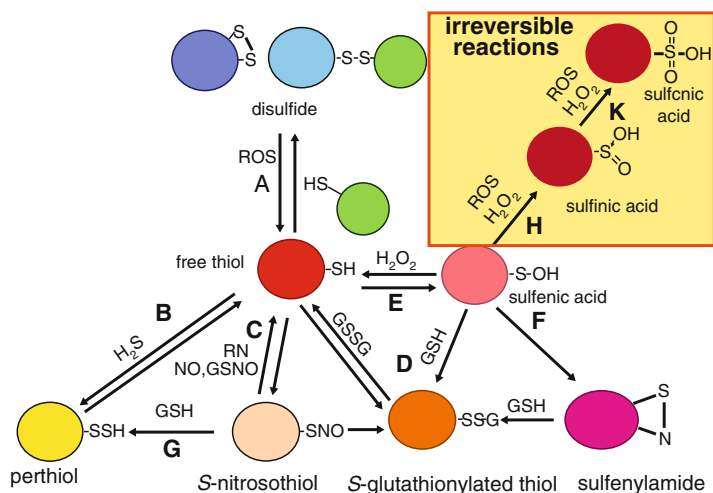 irreversible
reactions
S
S
-S-S-
disulfide
O
-S-OH
O
ROS
H2O2
K
sulfcnic
acid
OH
-S
O
sulfinic acid
ROS
H2O2
H
ROS
A
HS
free thiol
-SH
H2O2
E
-S-OH
sulfenic acid
B
H2S
C
RN
NO,GSNO
GSSG
D
GSH
F
GSH
G
-SSH
-SNO
-SSG
GSH
S
N
perthiol
S-nitrosothiol
S-glutathionylated thiol
sulfenylamide